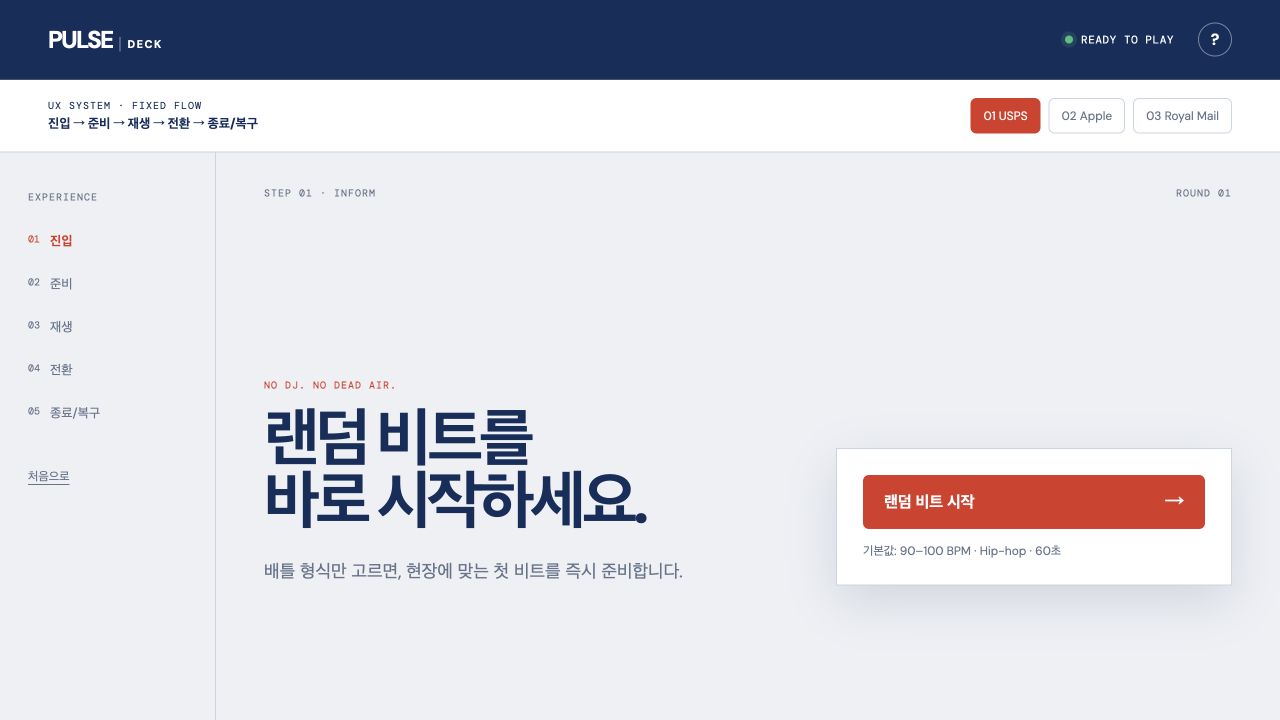 PULSE | DECK
READY TO PLAY
?
UX SYSTEM · FIXED FLOW
진입 → 준비 → 재생 → 전환 → 종료/복구
01 USPS
02 Apple
03 Royal Mail
EXPERIENCE
01 진입
02 준비
03 재생
04 전환
05 종료/복구
처음으로
STEP 01 · INFORM
ROUND 01
NO DJ. NO DEAD AIR.
랜덤 비트를
바로 시작하세요.
배틀 형식만 고르면, 현장에 맞는 첫 비트를 즉시 준비합니다.
랜덤 비트 시작 →
기본값: 90–100 BPM · Hip-hop · 60초